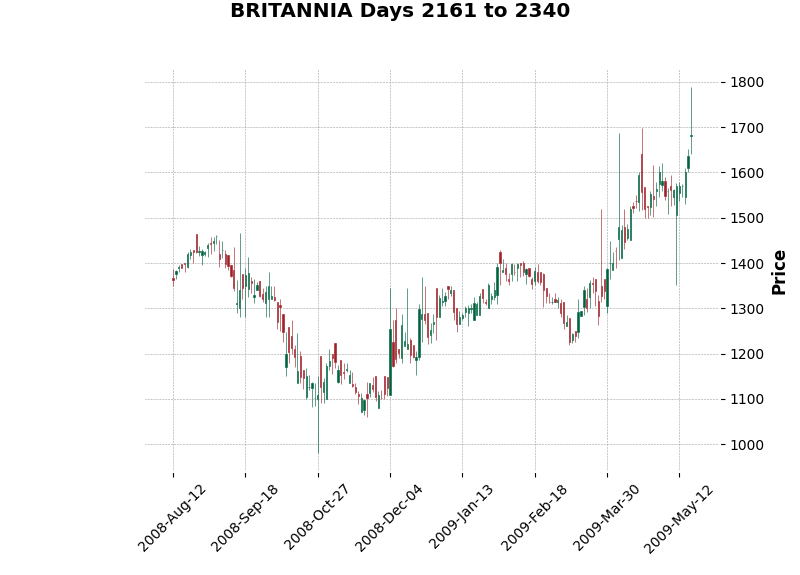 BRITANNIA Days 2161 to 2340
1800
1700
1600
1500
1400
1300
1200
1100
1000
Price
2008-Aug-12
2008-Sep-18
2008-Oct-27
2008-Dec-04
2009-Jan-13
2009-Feb-18
2009-Mar-30
2009-May-12